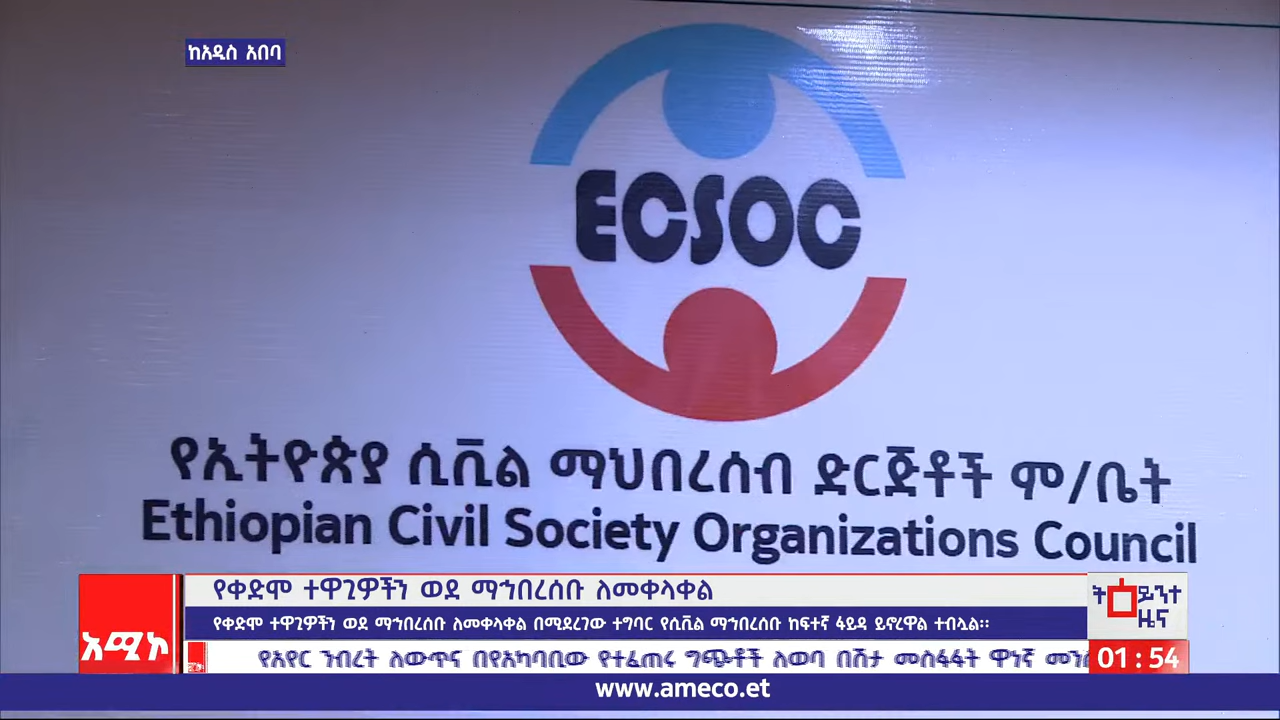 ከአዲስ አበባ
ECSOC
የኢትዮጵያ ሲቪል ማህበረሰብ ድርጅቶች ም/ቤት
Ethiopian Civil Society Organizations Council
የቀድሞ ተዋጊዎችን ወደ ማኅበረሰቡ ለመቀላቀል
የቀድሞ ተዋጊዎችን ወደ ማኅበረሰቡ ለመቀላቀል በሚደረገው ተግባር የሲቪል ማኅበረሰቡ ከፍተኛ ፋይዳ ይኖረዋል ተብሏል።
ትዕይንተ ዜና
አሚኮ
የአየር ንብረት ለውጥና በየአካባቢው የተፈጠሩ ግጭቶች ለወባ በሽታ መስፋፋት ዋነኛ
01 : 54
www.ameco.et